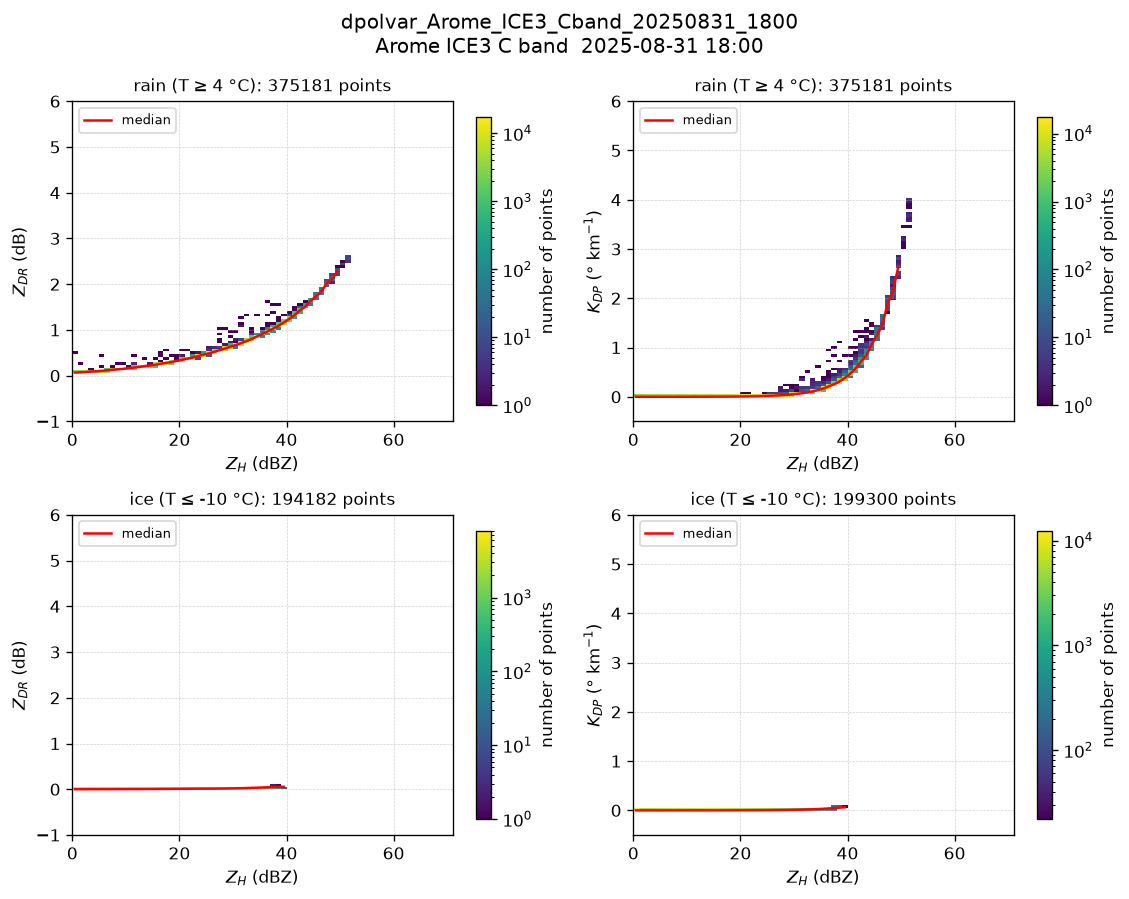 dpolvar_Arome_ICE3_Cband_20250831_1800
Arome ICE3 C band  2025-08-31 18:00
rain (T ≥ 4 °C): 375181 points
median
6
5
4
3
2
1
0
−1
0
20
40
60
Z_H (dBZ)
Z_DR (dB)
10^4
10^3
10^2
10^1
10^0
number of points
rain (T ≥ 4 °C): 375181 points
median
6
5
4
3
2
1
0
0
20
40
60
Z_H (dBZ)
K_DP (° km^−1)
10^4
10^3
10^2
10^1
10^0
number of points
ice (T ≤ -10 °C): 194182 points
median
6
5
4
3
2
1
0
−1
0
20
40
60
Z_H (dBZ)
Z_DR (dB)
10^3
10^2
10^1
10^0
number of points
ice (T ≤ -10 °C): 199300 points
median
6
5
4
3
2
1
0
0
20
40
60
Z_H (dBZ)
K_DP (° km^−1)
10^4
10^3
10^2
number of points